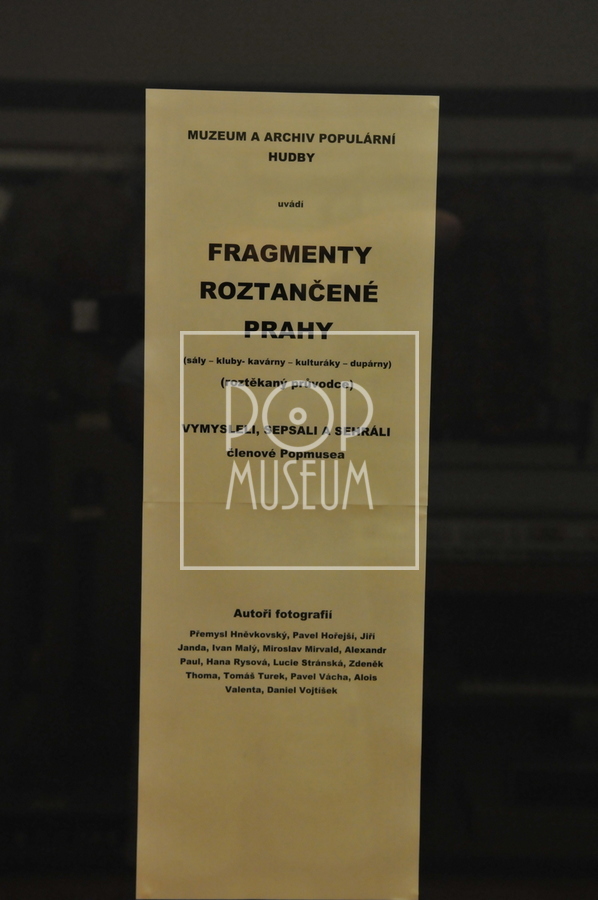 MUZEUM A ARCHIV POPULÁRNÍ
HUDBY
uvádí
FRAGMENTY
ROZTANČENÉ
PRAHY
(sály – kluby- kavárny – kulturáky – dupárny)
(roztěkaný průvodce)
POP
VYMYSLELI, SEPSALI A SEHRÁLI
členové Popmusea
MUSEUM
Autoři fotografií
Přemysl Hněvkovský, Pavel Hořejší, Jiří
Janda, Ivan Malý, Miroslav Mirvald, Alexandr
Paul, Hana Rysová, Lucie Stránská, Zdeněk
Thoma, Tomáš Turek, Pavel Vácha, Alois
Valenta, Daniel Vojtíšek